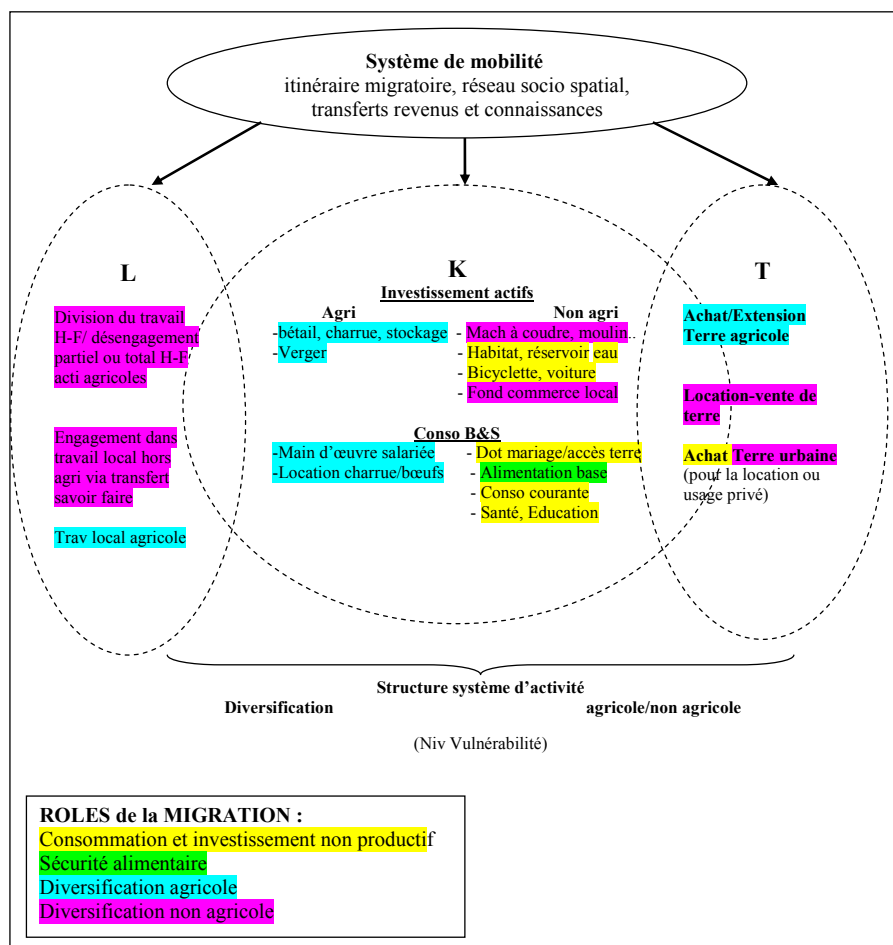 Système de mobilité
itinéraire migratoire, réseau socio spatial,
transferts revenus et connaissances
L
Division du travail
H-F/ désengagement
partiel ou total H-F
acti agricoles
Engagement dans
travail local hors
agri via transfert
savoir faire
Trav local agricole
K
Investissement actifs
Agri
-bétail, charrue, stockage
-Verger
Non agri
- Mach à coudre, moulin..
- Habitat, réservoir eau
- Bicyclette, voiture
- Fond commerce local
Conso B&S
-Main d’œuvre salariée
-Location charrue/bœufs
- Dot mariage/accès terre
- Alimentation base
- Conso courante
- Santé, Education
T
Achat/Extension
Terre agricole
Location-vente de
terre
Achat Terre urbaine
(pour la location ou
usage privé)
Structure système d’activité
Diversification agricole/non agricole
(Niv Vulnérabilité)
ROLES de la MIGRATION :
Consommation et investissement non productif
Sécurité alimentaire
Diversification agricole
Diversification non agricole